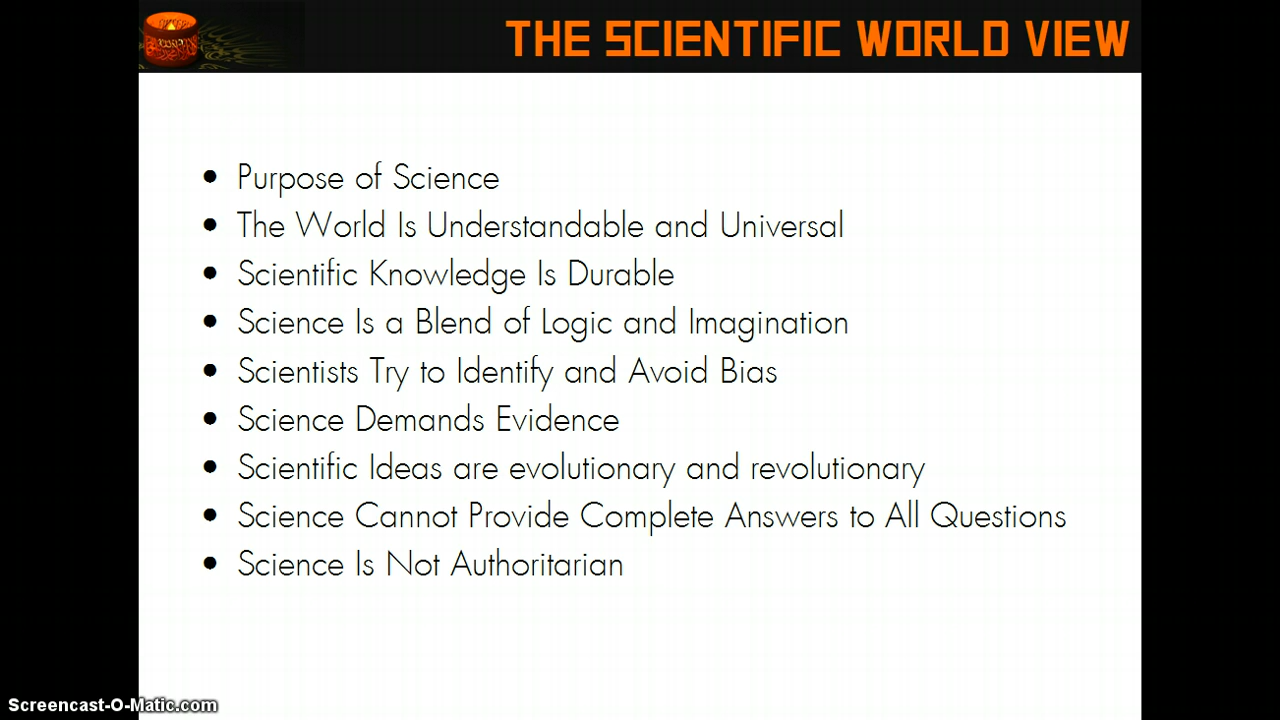 THE SCIENTIFIC WORLD VIEW
• Purpose of Science
• The World Is Understandable and Universal
• Scientific Knowledge Is Durable
• Science Is a Blend of Logic and Imagination
• Scientists Try to Identify and Avoid Bias
• Science Demands Evidence
• Scientific Ideas are evolutionary and revolutionary
• Science Cannot Provide Complete Answers to All Questions
• Science Is Not Authoritarian
Screencast-O-Matic.com